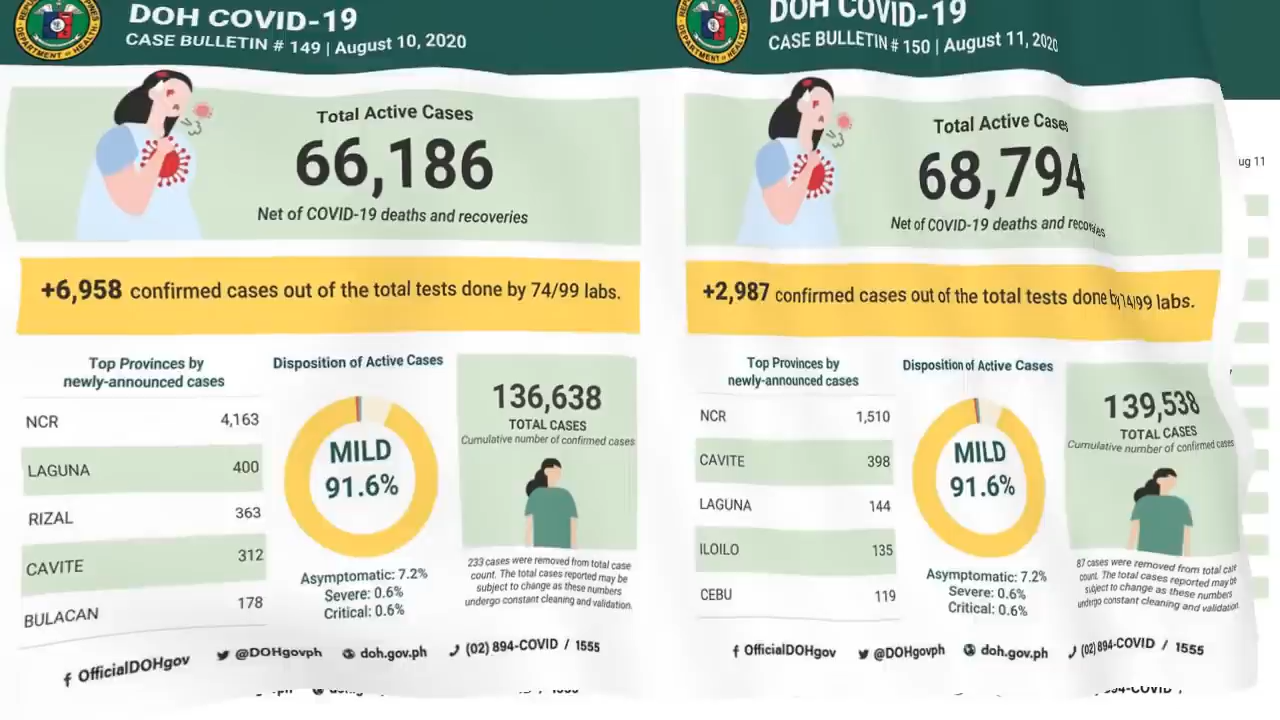 DOH COVID-19
CASE BULLETIN # 149 | August 10, 2020
Total Active Cases
66,186
Net of COVID-19 deaths and recoveries
+6,958 confirmed cases out of the total tests done by 74/99 labs.
Top Provinces by
newly-announced cases
NCR 4,163
LAGUNA 400
RIZAL 363
CAVITE 312
BULACAN 178
Disposition of Active Cases
MILD
91.6%
Asymptomatic: 7.2%
Severe: 0.6%
Critical: 0.6%
136,638
TOTAL CASES
Cumulative number of confirmed cases
233 cases were removed from total case
count. The total cases reported may be
subject to change as these numbers
undergo constant cleaning and validation.
OfficialDOHgov
@DOHgovph
doh.gov.ph
(02) 894-COVID / 1555
DOH COVID-19
CASE BULLETIN # 150 | August 11, 2020
Total Active Cases
68,794
Net of COVID-19 deaths and recoveries
+2,987 confirmed cases out of the total tests done by 74/99 labs.
Top Provinces by
newly-announced cases
NCR 1,510
CAVITE 398
LAGUNA 144
ILOILO 135
CEBU 119
Disposition of Active Cases
MILD
91.6%
Asymptomatic: 7.2%
Severe: 0.6%
Critical: 0.6%
139,538
TOTAL CASES
Cumulative number of confirmed cases
87 cases were removed from total case
count. The total cases reported may be
subject to change as these numbers
undergo constant cleaning and validation.
OfficialDOHgov
@DOHgovph
doh.gov.ph
(02) 894-COVID / 1555
ug 11